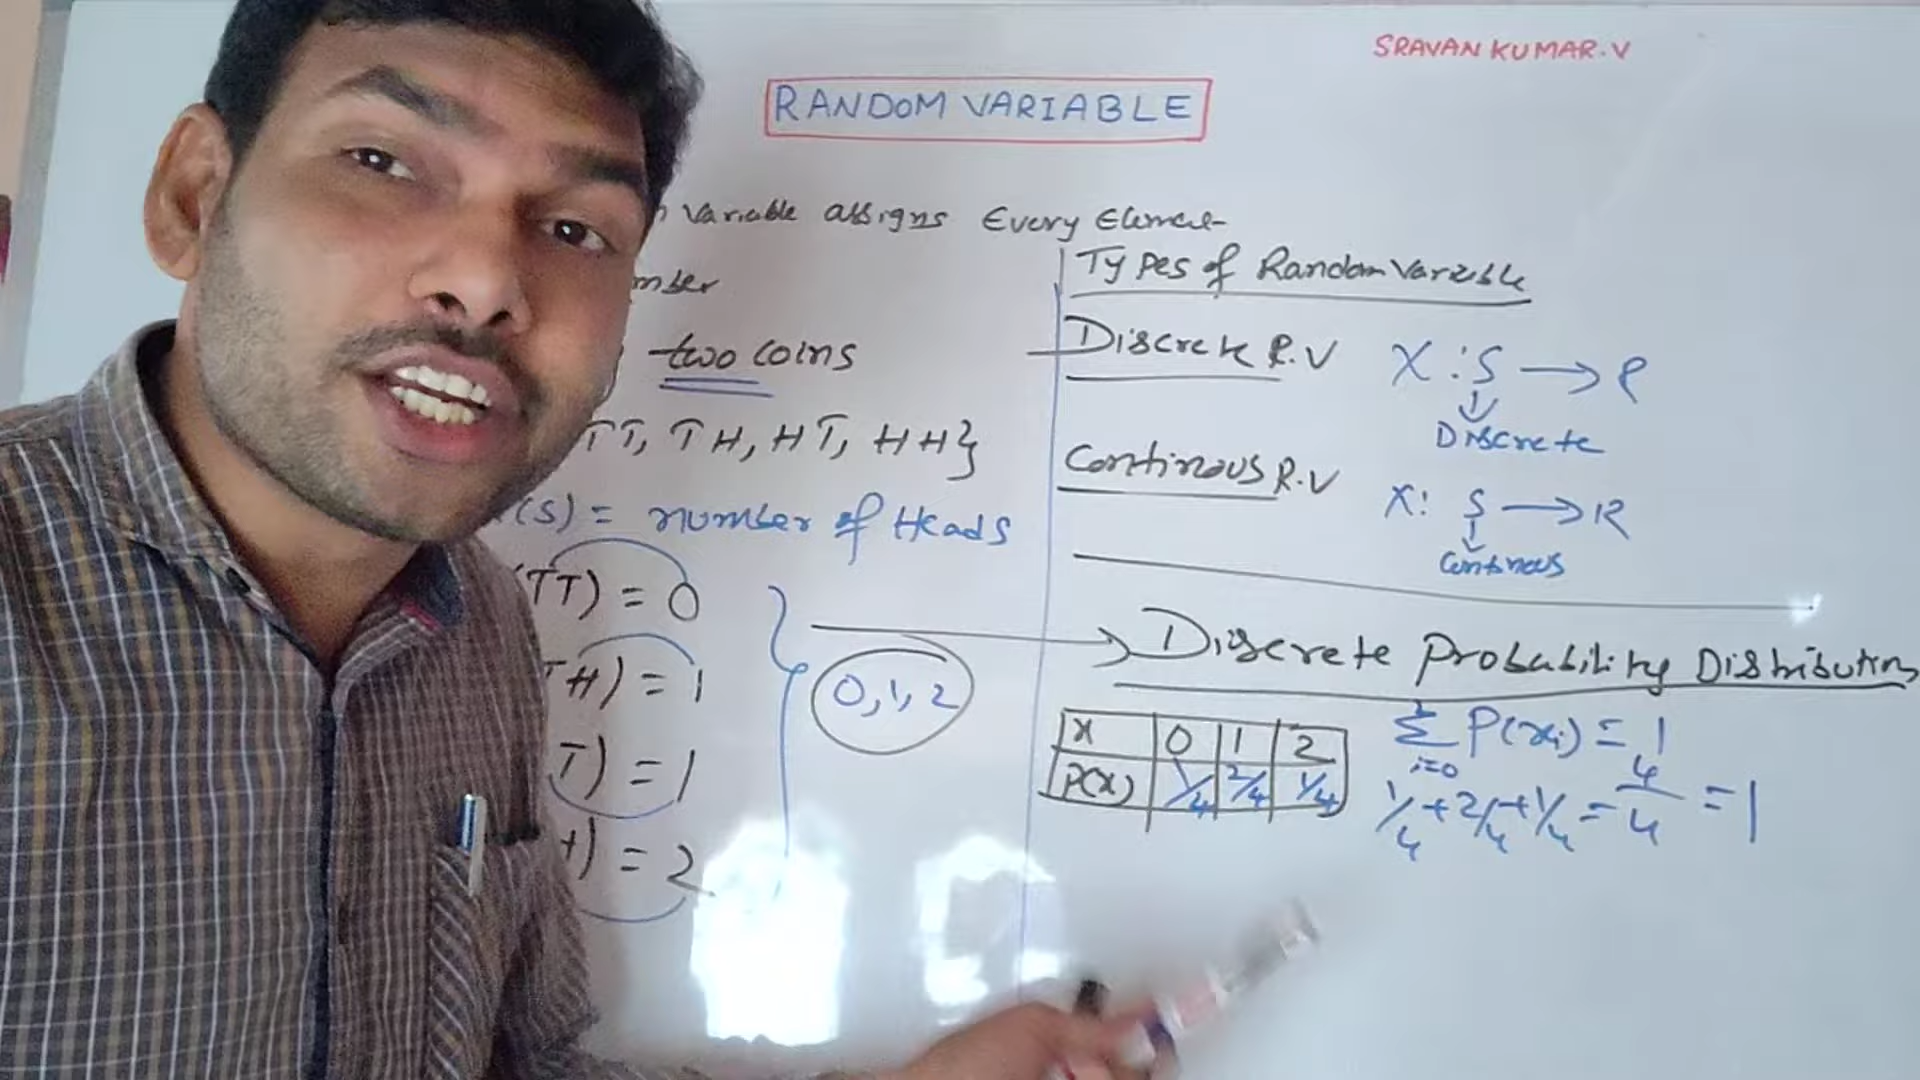 SRAVAN KUMAR.V
RANDOM VARIABLE
Variable assigns Every Element
mber
two coins
TT, TH, HT, HH}
(S) = number of Heads
(TT) = 0
TH) = 1
T) = 1
) = 2
0,1,2
Types of Random Variable
Discrete R.V X : S → R
Discrete
Continous R.V X: S → R
Continous
Discrete Probability Distribution
x 0 1 2
P(x) 1/4 2/4 1/4
Σ P(xi) = 1
i=0
1/4 + 2/4 + 1/4 = 4/4 = 1